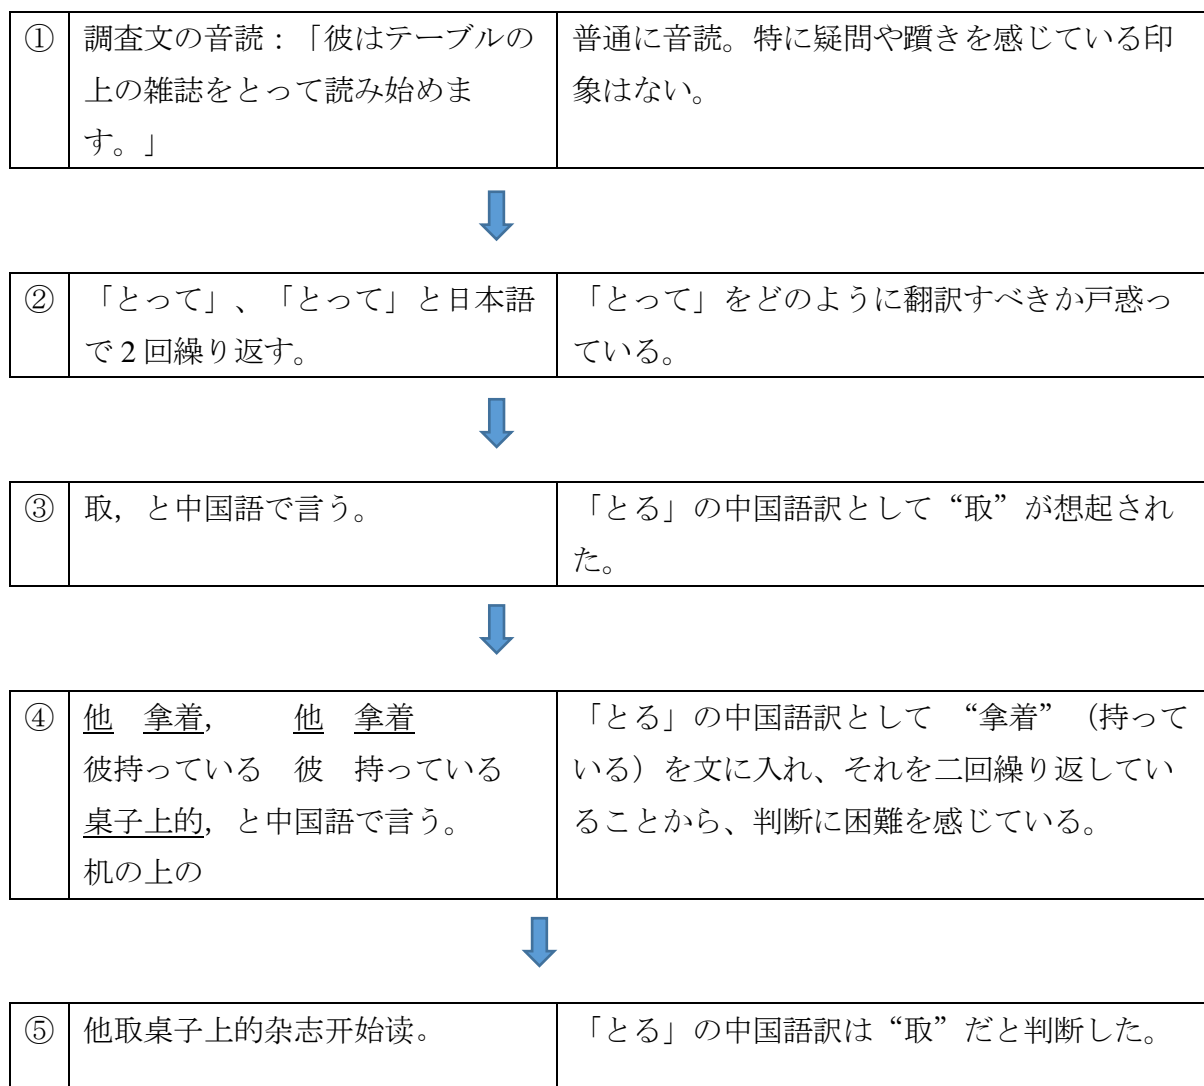 ①
調査文の音読：「彼はテーブルの
上の雑誌をとって読み始めま
す。」
普通に音読。特に疑問や躓きを感じている印
象はない。
②
「とって」、「とって」と日本語
で 2 回繰り返す。
「とって」をどのように翻訳すべきか戸惑っ
ている。
③
取，と中国語で言う。
「とる」の中国語訳として“取”が想起され
た。
④
他　拿着，　　他　拿着
彼持っている　彼　持っている
桌子上的，と中国語で言う。
机の上の
「とる」の中国語訳として　“拿着”（持って
いる）を文に入れ、それを二回繰り返してい
ることから、判断に困難を感じている。
⑤
他取桌子上的杂志开始读。
「とる」の中国語訳は“取”だと判断した。